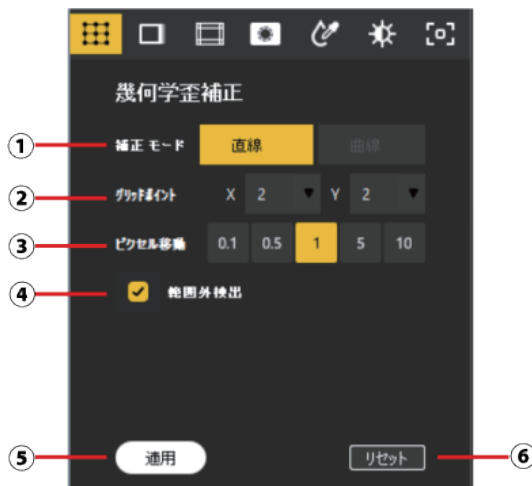 幾何学歪補正
① 補正 モード 直線 曲線
② グリッドポイント X 2 Y 2
③ ピクセル移動 0.1 0.5 1 5 10
④ 範囲外検出
⑤ 適用 リセット ⑥